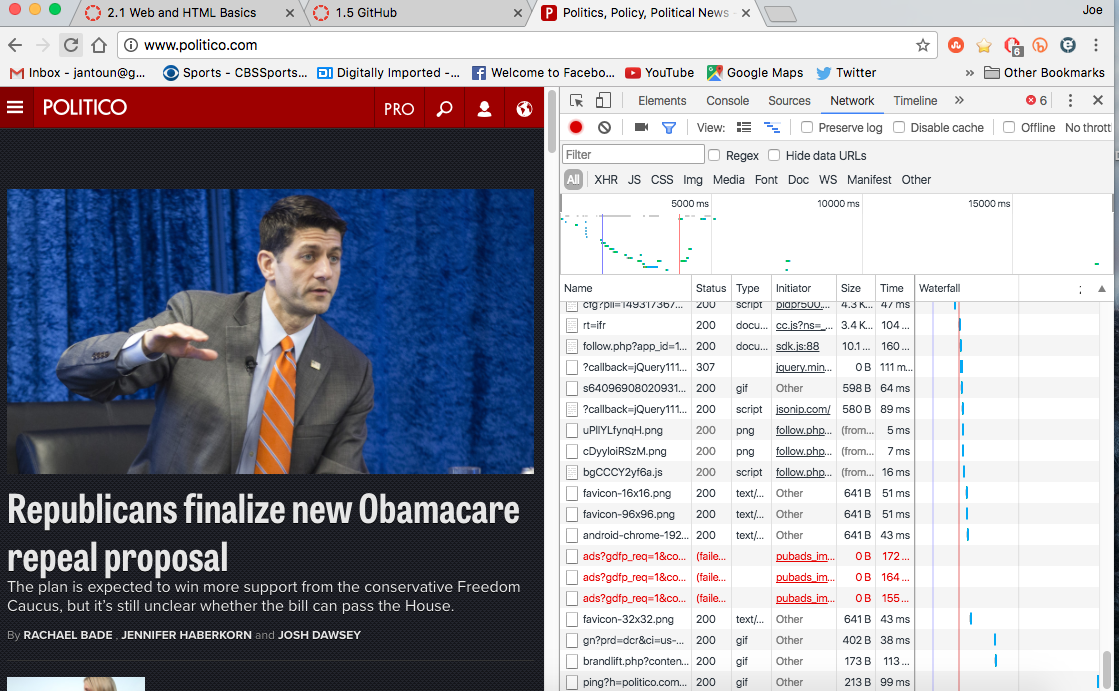 2.1 Web and HTML Basics
1.5 GitHub
Politics, Policy, Political News -
Joe
www.politico.com
6
Inbox - jantoun@g...
Sports - CBSSports...
Digitally Imported -...
Welcome to Facebo...
YouTube
Google Maps
Twitter
»
Other Bookmarks
POLITICO
PRO
Republicans finalize new Obamacare
repeal proposal
The plan is expected to win more support from the conservative Freedom
Caucus, but it's still unclear whether the bill can pass the House.
By RACHAEL BADE , JENNIFER HABERKORN and JOSH DAWSEY
Elements Console Sources Network Timeline » 6
View: Preserve log Disable cache Offline No thrott
Filter Regex Hide data URLs
All XHR JS CSS Img Media Font Doc WS Manifest Other
5000 ms 10000 ms 15000 ms
Name Status Type Initiator Size Time Waterfall
cfg?pii=149317367... 200 script 4.3 K... 47 ms
rt=ifr 200 docu... cc.js?ns=_... 3.4 K... 104 ...
follow.php?app_id=1... 200 docu... sdk.js:88 10.1 ... 160 ...
?callback=jQuery111... 307 jquery.min... 0 B 111 m...
s64096908020931... 200 gif Other 598 B 64 ms
?callback=jQuery111... 200 script jsonip.com/ 580 B 89 ms
uPlIYLfynqH.png 200 png follow.php... (from... 5 ms
cDyyloiRSzM.png 200 png follow.php... (from... 7 ms
bgCCCY2yf6a.js 200 script follow.php... (from... 16 ms
favicon-16x16.png 200 text/... Other 641 B 51 ms
favicon-96x96.png 200 text/... Other 641 B 51 ms
android-chrome-192... 200 text/... Other 641 B 43 ms
ads?gdfp_req=1&co... (faile... pubads_im... 0 B 172 ...
ads?gdfp_req=1&co... (faile... pubads_im... 0 B 164 ...
ads?gdfp_req=1&co... (faile... pubads_im... 0 B 155 ...
favicon-32x32.png 200 text/... Other 641 B 43 ms
gn?prd=dcr&ci=us-... 200 gif Other 402 B 38 ms
brandlift.php?conten... 200 gif Other 173 B 113 ...
ping?h=politico.com... 200 gif Other 213 B 99 ms